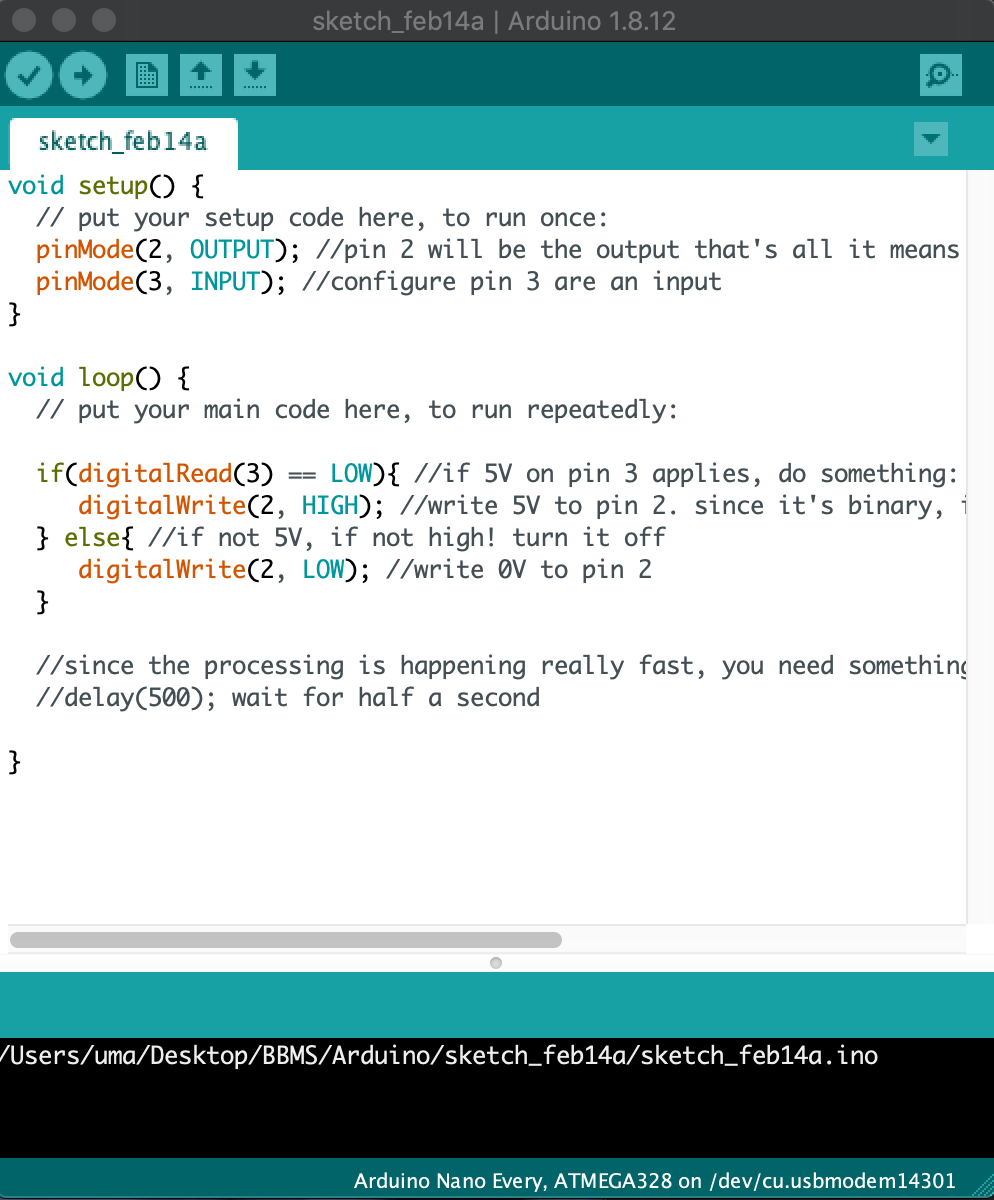 sketch_feb14a | Arduino 1.8.12
sketch_feb14a
void setup() {
  // put your setup code here, to run once:
  pinMode(2, OUTPUT); //pin 2 will be the output that's all it means
  pinMode(3, INPUT); //configure pin 3 are an input
}

void loop() {
  // put your main code here, to run repeatedly:

  if(digitalRead(3) == LOW){ //if 5V on pin 3 applies, do something:
     digitalWrite(2, HIGH); //write 5V to pin 2. since it's binary,
  } else{ //if not 5V, if not high! turn it off
     digitalWrite(2, LOW); //write 0V to pin 2
  }

  //since the processing is happening really fast, you need something
  //delay(500); wait for half a second

}
/Users/uma/Desktop/BBMS/Arduino/sketch_feb14a/sketch_feb14a.ino
Arduino Nano Every, ATMEGA328 on /dev/cu.usbmodem14301